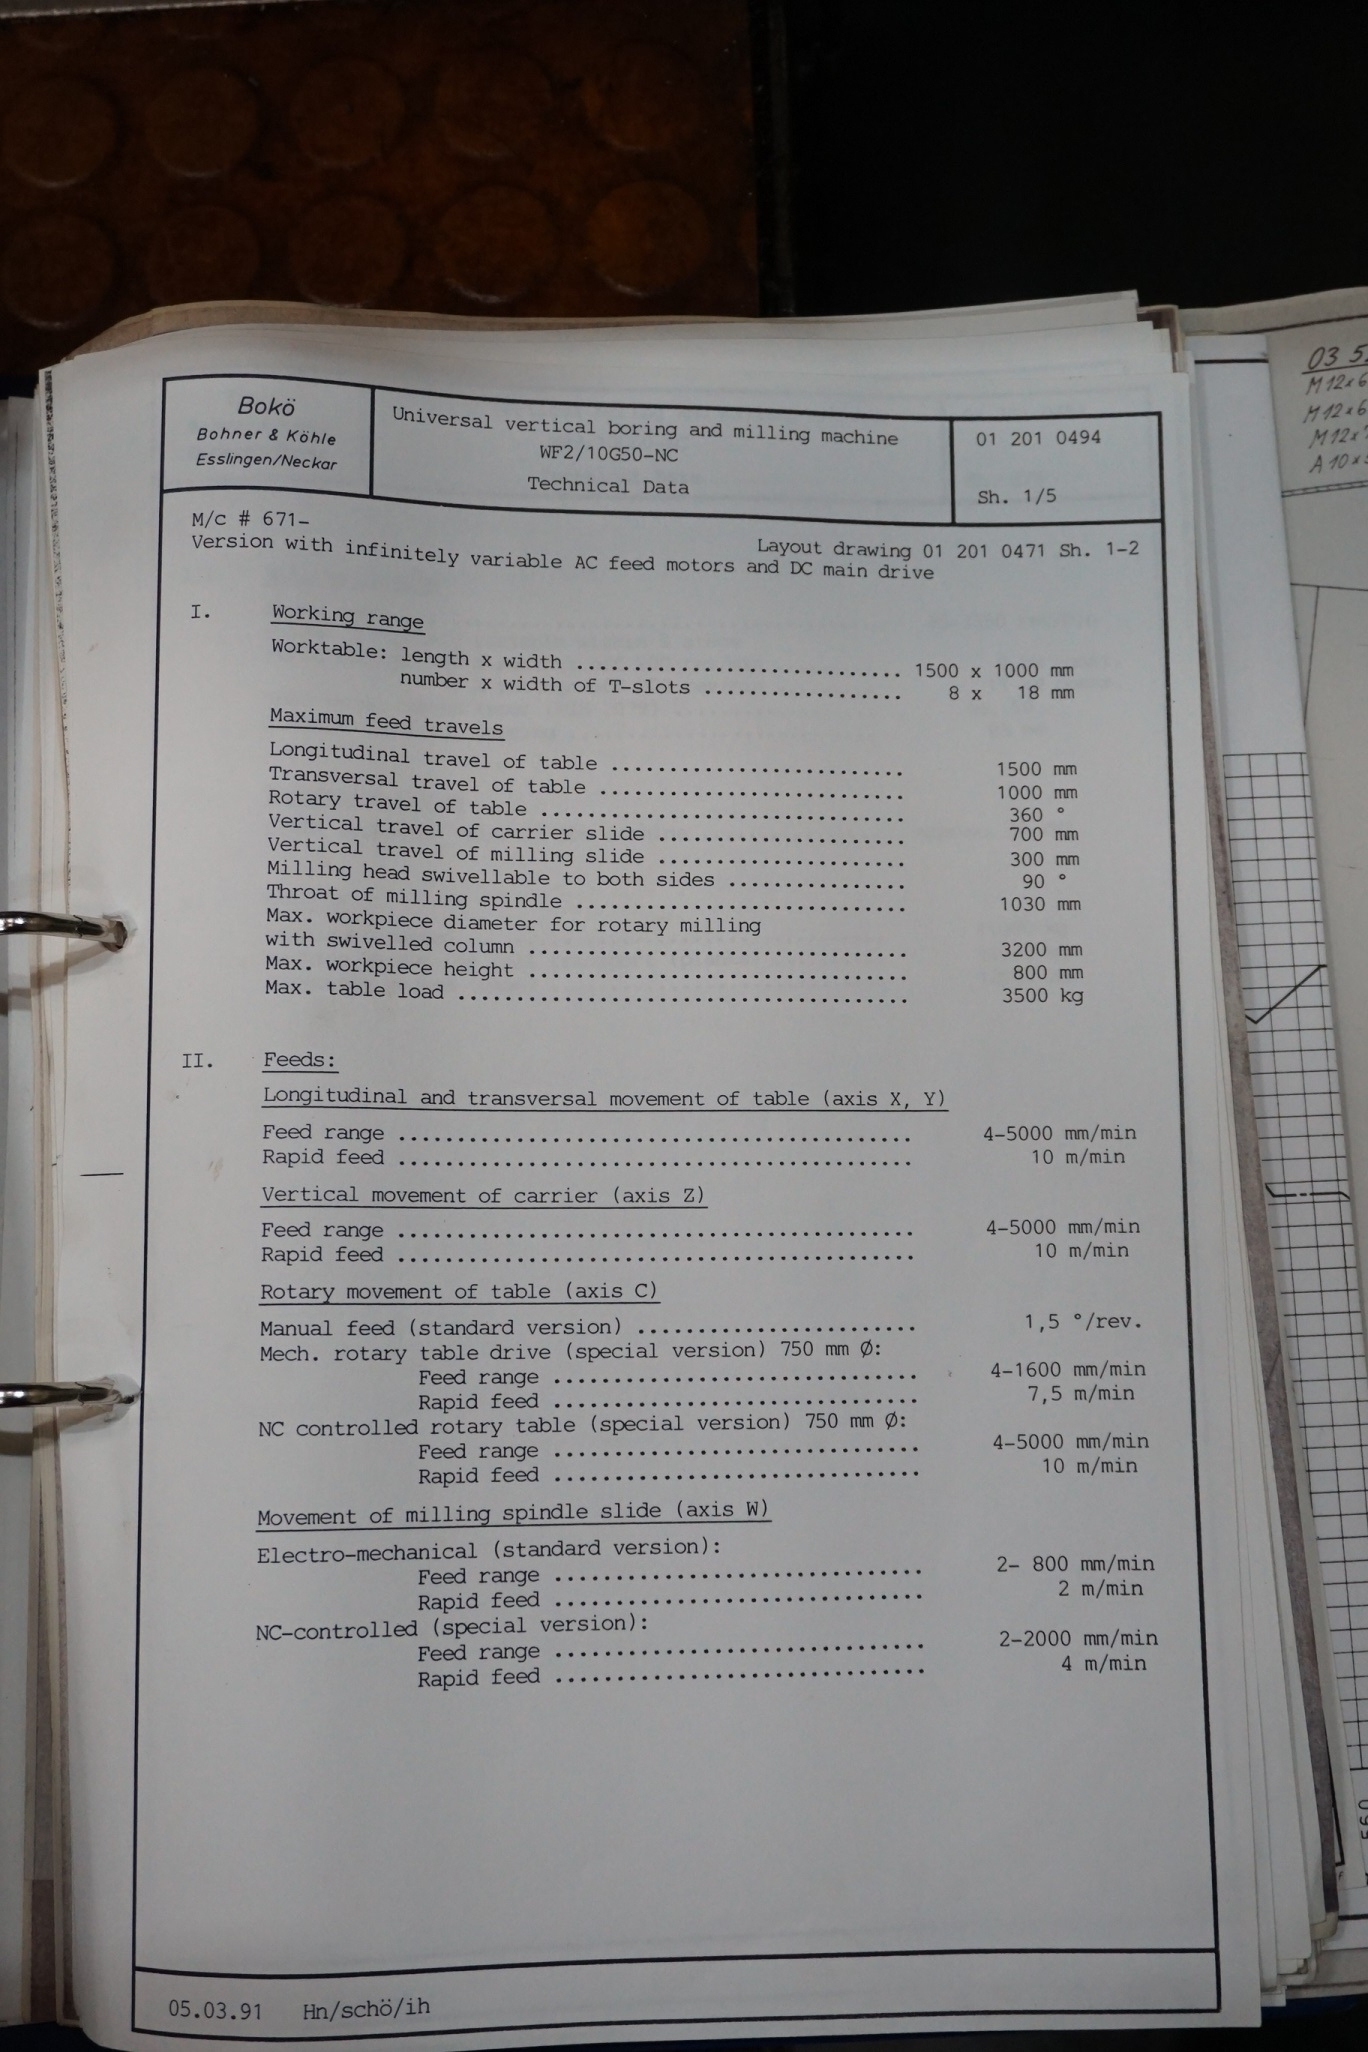 Bokö
Bohner & Köhle
Esslingen/Neckar
Universal vertical boring and milling machine
WF2/10G50-NC
Technical Data
01 201 0494
Sh. 1/5
M/c # 671-
Layout drawing 01 201 0471 Sh. 1-2
Version with infinitely variable AC feed motors and DC main drive
I. Working range
Worktable: length x width ............................ 1500 x 1000 mm
number x width of T-slots ................. 8 x 18 mm
Maximum feed travels
Longitudinal travel of table ......................... 1500 mm
Transversal travel of table .......................... 1000 mm
Rotary travel of table ............................... 360 °
Vertical travel of carrier slide ..................... 700 mm
Vertical travel of milling slide ..................... 300 mm
Milling head swivellable to both sides ............... 90 °
Throat of milling spindle ............................ 1030 mm
Max. workpiece diameter for rotary milling
with swivelled column ................................ 3200 mm
Max. workpiece height ................................ 800 mm
Max. table load ...................................... 3500 kg
II. Feeds:
Longitudinal and transversal movement of table (axis X, Y)
Feed range ............................................ 4-5000 mm/min
Rapid feed ............................................ 10 m/min
Vertical movement of carrier (axis Z)
Feed range ............................................ 4-5000 mm/min
Rapid feed ............................................ 10 m/min
Rotary movement of table (axis C)
Manual feed (standard version) ........................ 1,5 °/rev.
Mech. rotary table drive (special version) 750 mm Ø:
Feed range ............................... 4-1600 mm/min
Rapid feed ............................... 7,5 m/min
NC controlled rotary table (special version) 750 mm Ø:
Feed range ............................... 4-5000 mm/min
Rapid feed ............................... 10 m/min
Movement of milling spindle slide (axis W)
Electro-mechanical (standard version):
Feed range ............................... 2- 800 mm/min
Rapid feed ............................... 2 m/min
NC-controlled (special version):
Feed range ............................... 2-2000 mm/min
Rapid feed ............................... 4 m/min
05.03.91 Hn/schö/ih
03 5
M12x6
M12x6
M12x
A10x
560